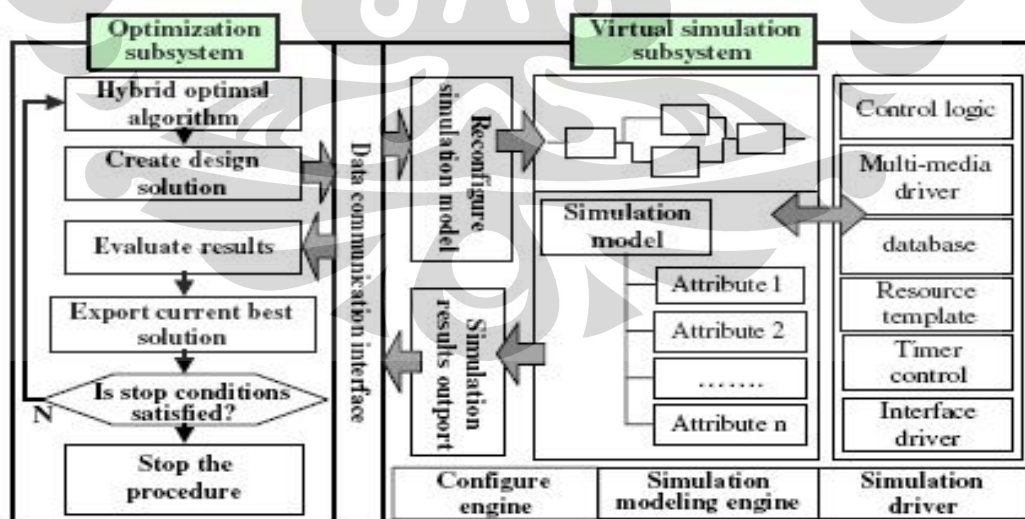 Optimization
subsystem
Virtual simulation
subsystem
Hybrid optimal
algorithm
Create design
solution
Evaluate results
Export current best
solution
Is stop conditions
satisfied?
N
Stop the
procedure
Data communication interface
Reconfigure
simulation model
Simulation
results outport
Simulation
model
Attribute 1
Attribute 2
.......
Attribute n
Control logic
Multi-media
driver
database
Resource
template
Timer
control
Interface
driver
Configure
engine
Simulation
modeling engine
Simulation
driver